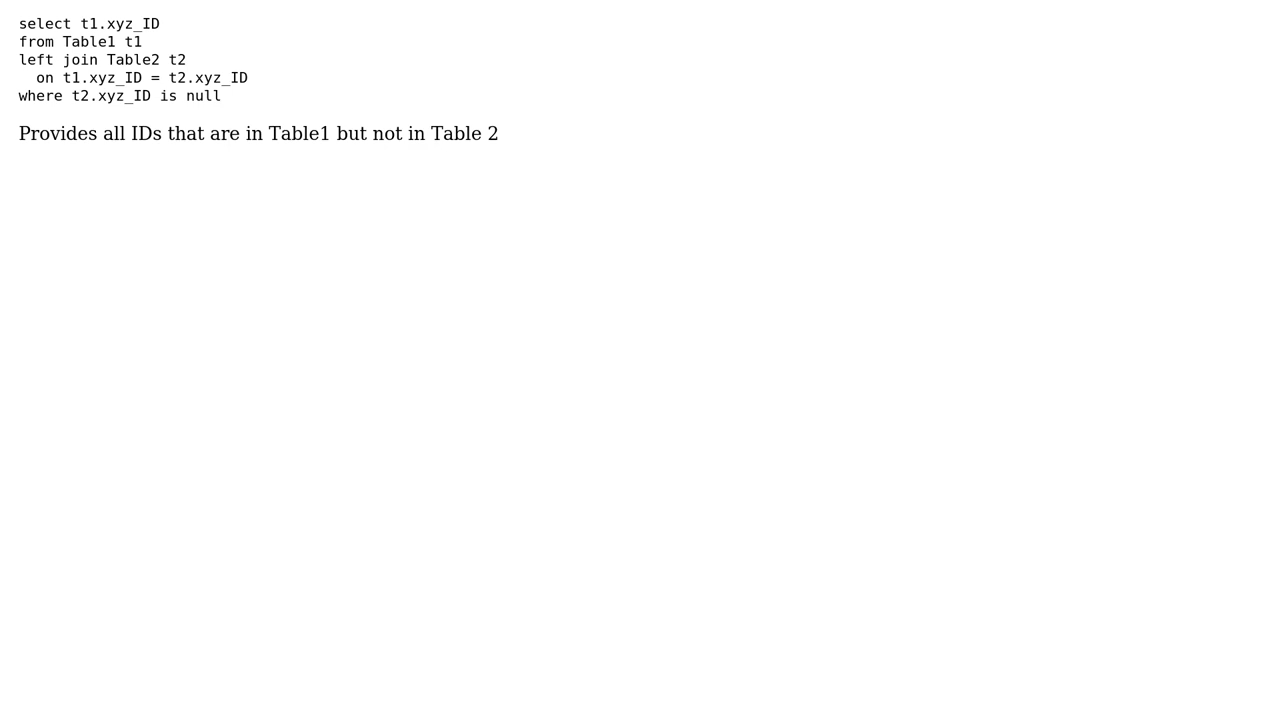 select t1.xyz_ID
from Table1 t1
left join Table2 t2
  on t1.xyz_ID = t2.xyz_ID
where t2.xyz_ID is null
Provides all IDs that are in Table1 but not in Table 2